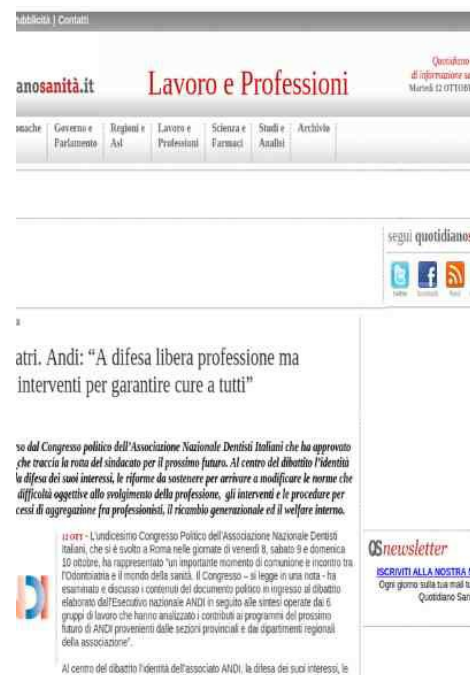 Pubblicità | Contatti
anosanità.it
Lavoro e Professioni
Quotidiano
di informazione sa
Martedì 12 OTTOB
onache
Governo e
Parlamento
Regioni e
Asl
Lavoro e
Professioni
Scienza e
Farmaci
Studi e
Analisi
Archivio
segui quotidianos
twitter
facebook
atri. Andi: “A difesa libera professione ma
interventi per garantire cure a tutti”
so dal Congresso politico dell'Associazione Nazionale Dentisti Italiani che ha approvato
che traccia la rotta del sindacato per il prossimo futuro. Al centro del dibattito l'identità
la difesa dei suoi interessi, le riforme da sostenere per arrivare a modificare le norme che
difficoltà oggettive allo svolgimento della professione, gli interventi e le procedure per
cessi di aggregazione fra professionisti, il ricambio generazionale ed il welfare interno.
12 OTT - L'undicesimo Congresso Politico dell'Associazione Nazionale Dentisti
Italiani, che si è svolto a Roma nelle giornate di venerdì 8, sabato 9 e domenica
10 ottobre, ha rappresentato "un importante momento di comunione e incontro tra
l'Odontoiatria e il mondo della sanità. Il Congresso – si legge in una nota - ha
esaminato e discusso i contenuti del documento politico in ingresso al dibattito
elaborato dall'Esecutivo nazionale ANDI in seguito alle sintesi operate dai 6
gruppi di lavoro che hanno analizzato i contributi ai programmi del prossimo
futuro di ANDI provenienti dalle sezioni provinciali e dai dipartimenti regionali
della associazione".
Al centro del dibattito l'identità dell'associato ANDI, la difesa dei suoi interessi, le
QSnewsletter
ISCRIVITI ALLA NOSTRA
Ogni giorno sulla tua mail tu
Quotidiano San